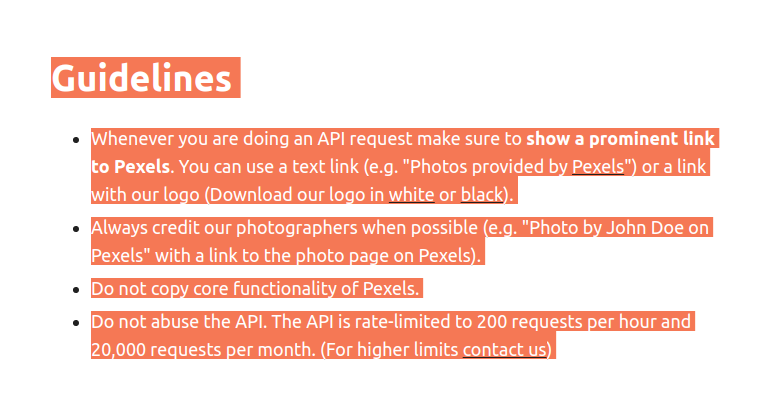 Guidelines
Whenever you are doing an API request make sure to show a prominent link
to Pexels. You can use a text link (e.g. "Photos provided by Pexels") or a link
with our logo (Download our logo in white or black).
Always credit our photographers when possible (e.g. "Photo by John Doe on
Pexels" with a link to the photo page on Pexels).
Do not copy core functionality of Pexels.
Do not abuse the API. The API is rate-limited to 200 requests per hour and
20,000 requests per month. (For higher limits contact us)